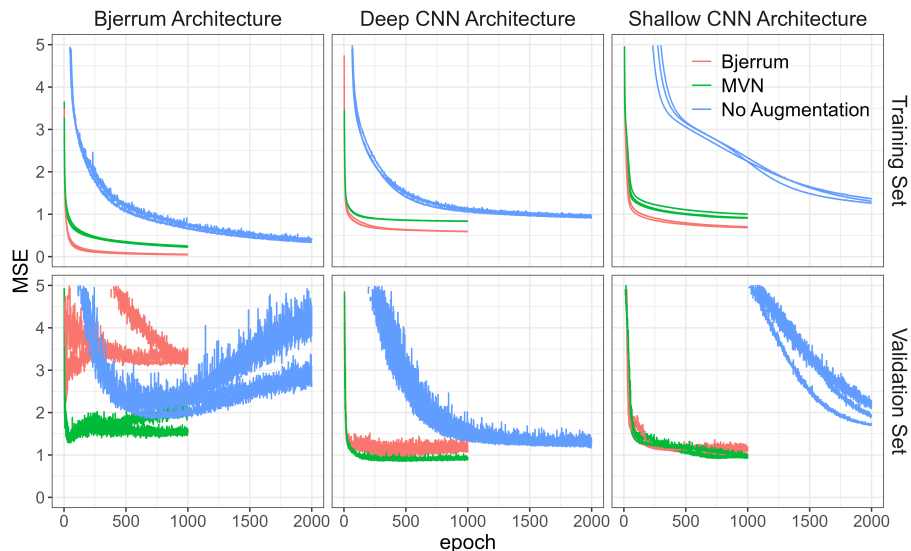 Bjerrum Architecture
Deep CNN Architecture
Shallow CNN Architecture
5
4
3
2
1
0
Bjerrum
MVN
No Augmentation
Training Set
MSE
5
4
3
2
1
0
Validation Set
0 500 1000 1500 2000
0 500 1000 1500 2000
0 500 1000 1500 2000
epoch